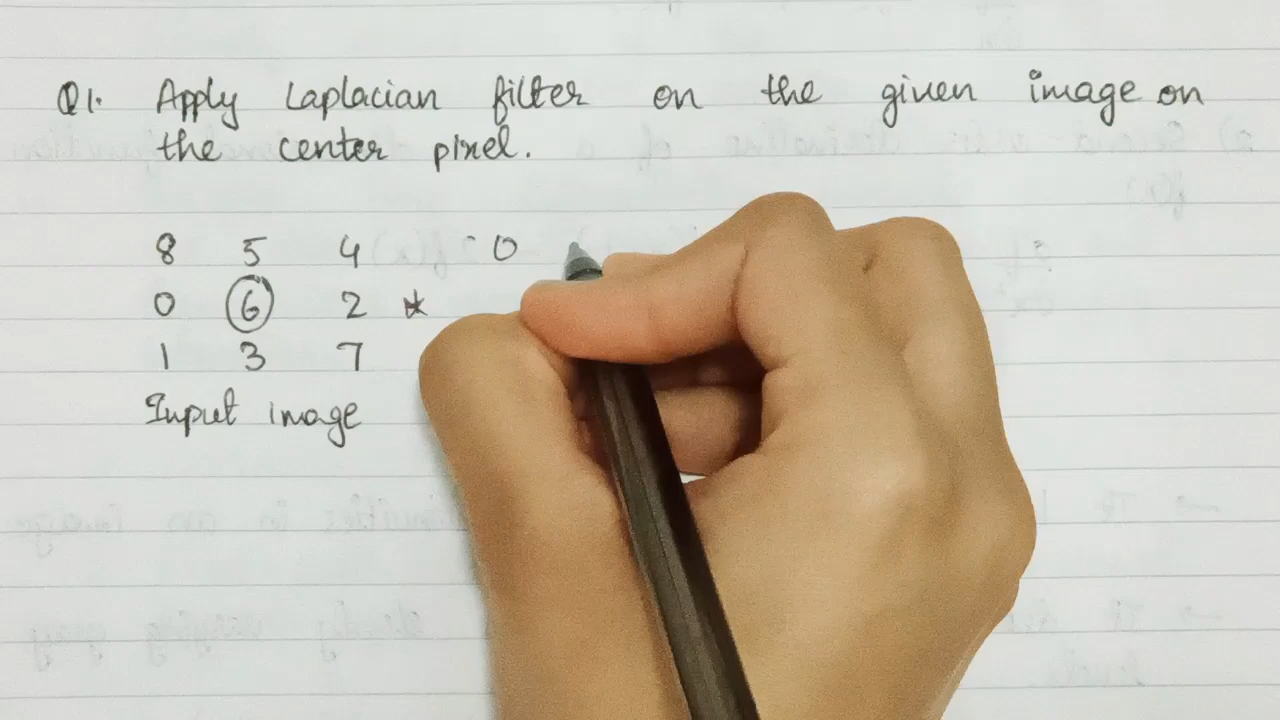 Q1. Apply Laplacian filter on the given image on
the center pixel.
8 5 4 0
0 6 2 *
1 3 7
Input image